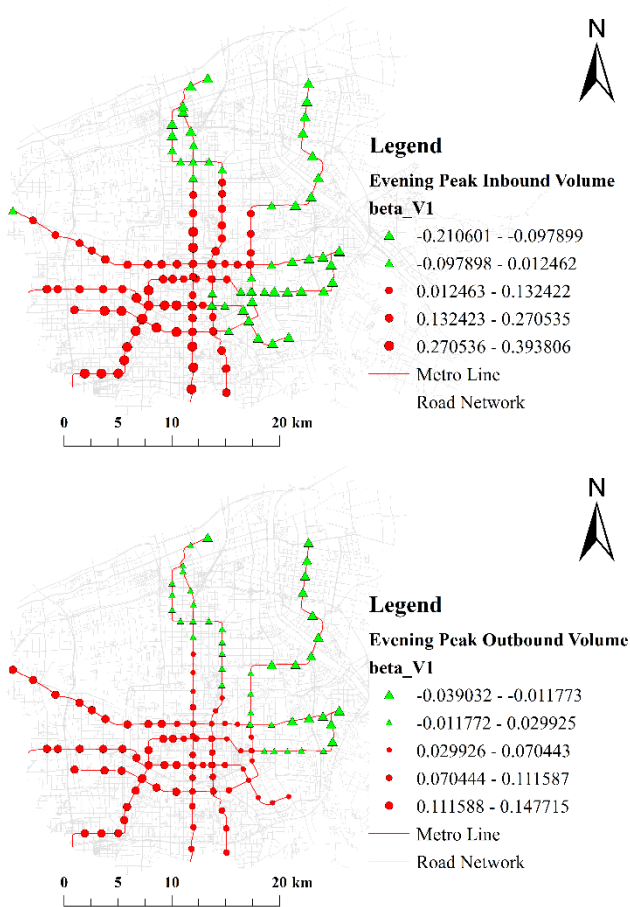 N
Legend
Evening Peak Inbound Volume
beta_V1
-0.210601 - -0.097899
-0.097898 - 0.012462
0.012463 - 0.132422
0.132423 - 0.270535
0.270536 - 0.393806
Metro Line
Road Network
0 5 10 20 km
N
Legend
Evening Peak Outbound Volume
beta_V1
-0.039032 - -0.011773
-0.011772 - 0.029925
0.029926 - 0.070443
0.070444 - 0.111587
0.111588 - 0.147715
Metro Line
Road Network
0 5 10 20 km